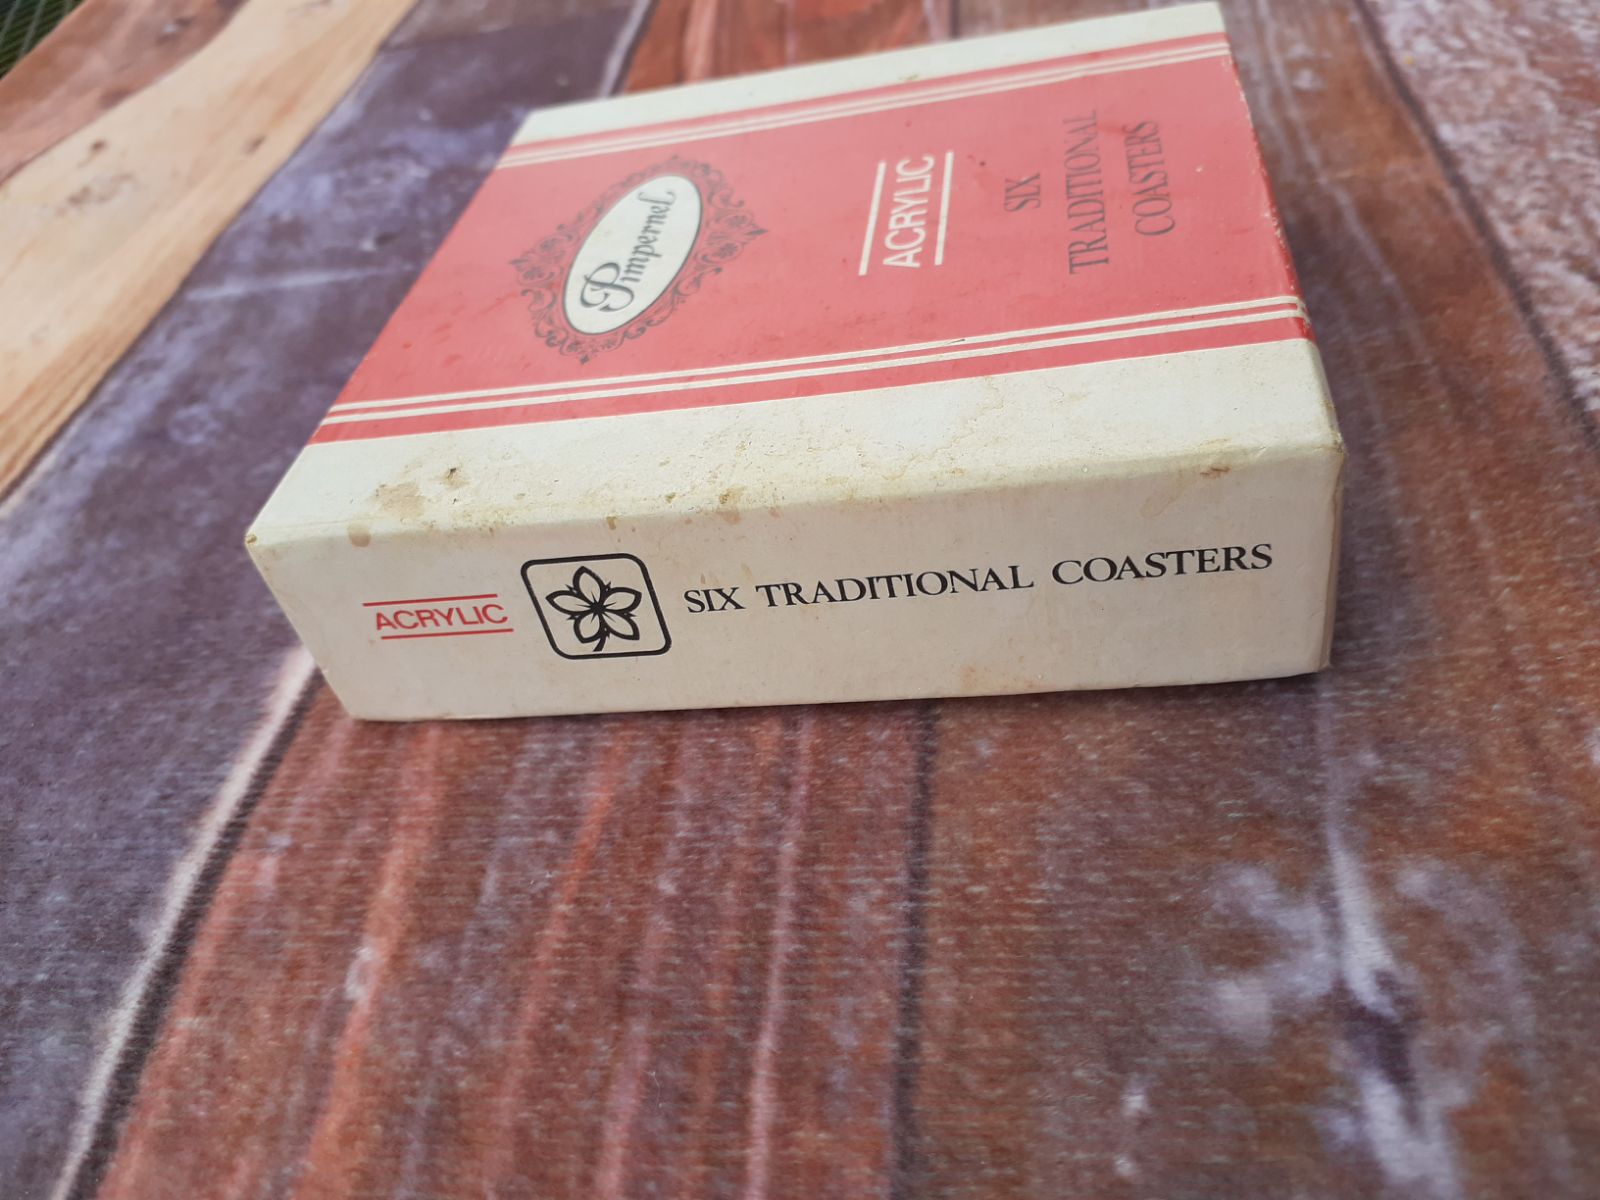 Pimpernel
ACRYLIC
SIX
TRADITIONAL
COASTERS
ACRYLIC
SIX TRADITIONAL COASTERS